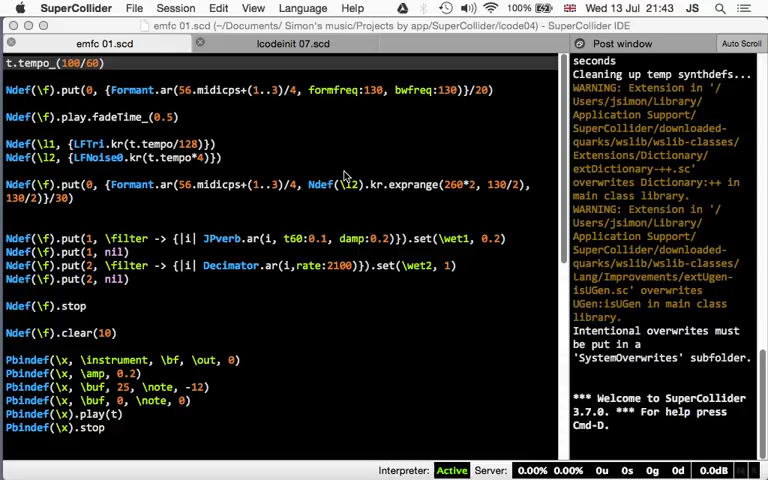 SuperCollider File Session Edit View Language Help 100% Wed 13 Jul 21:43 JS
emfc 01.scd (~/Documents/ Simon's music/Projects by app/SuperCollider/lcode04) - SuperCollider IDE
emfc 01.scd lcodeinit 07.scd Post window Auto Scroll
t.tempo_(100/60)
Ndef(\f).put(0, {Formant.ar(56.midicps+(1..3)/4, formfreq:130, bwfreq:130)}/20)
Ndef(\f).play.fadeTime_(0.5)
Ndef(\l1, {LFTri.kr(t.tempo/128)})
Ndef(\l2, {LFNoise0.kr(t.tempo*4)})
Ndef(\f).put(0, {Formant.ar(56.midicps+(1..3)/4, Ndef(\l2).kr.exprange(260*2, 130/2),
130/2)}/30)
Ndef(\f).put(1, \filter -> {|i| JPverb.ar(i, t60:0.1, damp:0.2)}).set(\wet1, 0.2)
Ndef(\f).put(1, nil)
Ndef(\f).put(2, \filter -> {|i| Decimator.ar(i,rate:2100)}).set(\wet2, 1)
Ndef(\f).put(2, nil)
Ndef(\f).stop
Ndef(\f).clear(10)
Pbindef(\x, \instrument, \bf, \out, 0)
Pbindef(\x, \amp, 0.2)
Pbindef(\x, \buf, 25, \note, -12)
Pbindef(\x, \buf, 0, \note, 0)
Pbindef(\x).play(t)
Pbindef(\x).stop
seconds
Cleaning up temp synthdefs...
WARNING: Extension in '/
Users/jsimon/Library/
Application Support/
SuperCollider/downloaded-
quarks/wslib/wslib-classes/
Extensions/Dictionary/
extDictionary-++.sc'
overwrites Dictionary:++ in
main class library.
WARNING: Extension in '/
Users/jsimon/Library/
Application Support/
SuperCollider/downloaded-
quarks/wslib/wslib-classes/
Lang/Improvements/extUgen-
isUGen.sc' overwrites
UGen:isUGen in main class
library.
Intentional overwrites must
be put in a
'SystemOverwrites' subfolder.
*** Welcome to SuperCollider
3.7.0. *** For help press
Cmd-D.
Interpreter: Active Server: 0.00% 0.00% 0u 0s 0g 0d 0.0dB